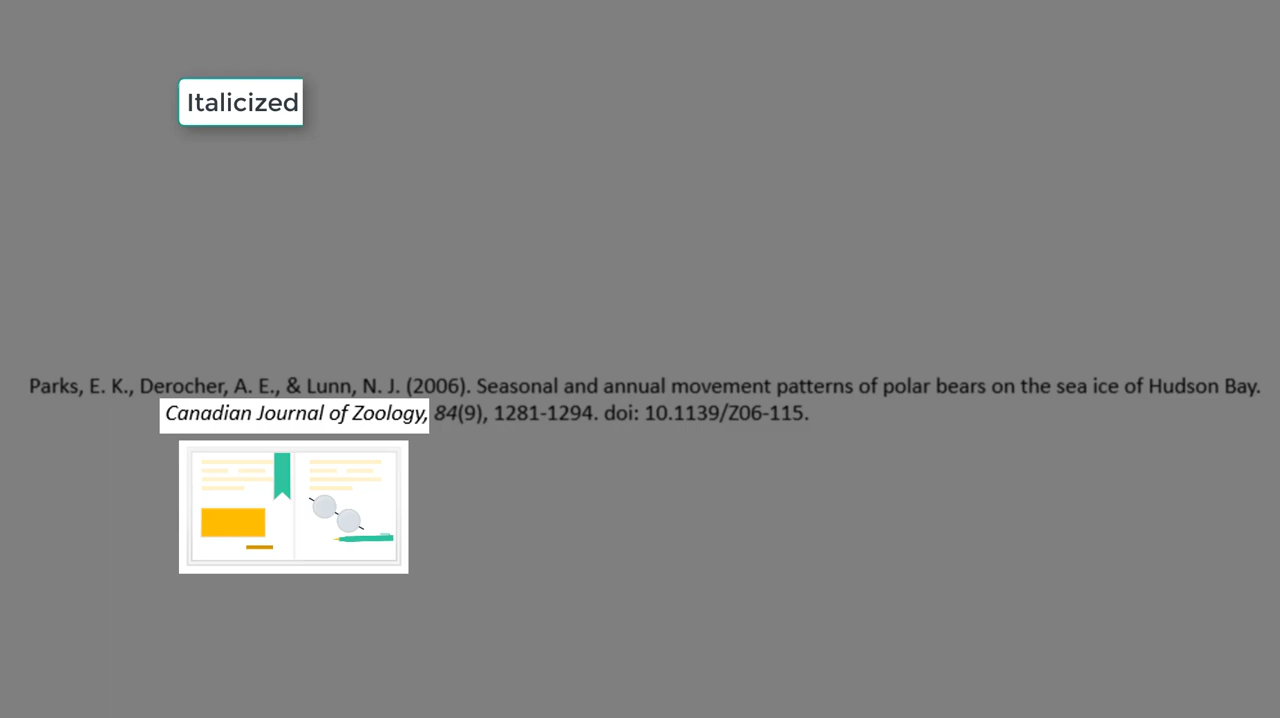 Italicized
Parks, E. K., Derocher, A. E., & Lunn, N. J. (2006). Seasonal and annual movement patterns of polar bears on the sea ice of Hudson Bay.
Canadian Journal of Zoology, 84(9), 1281-1294. doi: 10.1139/Z06-115.